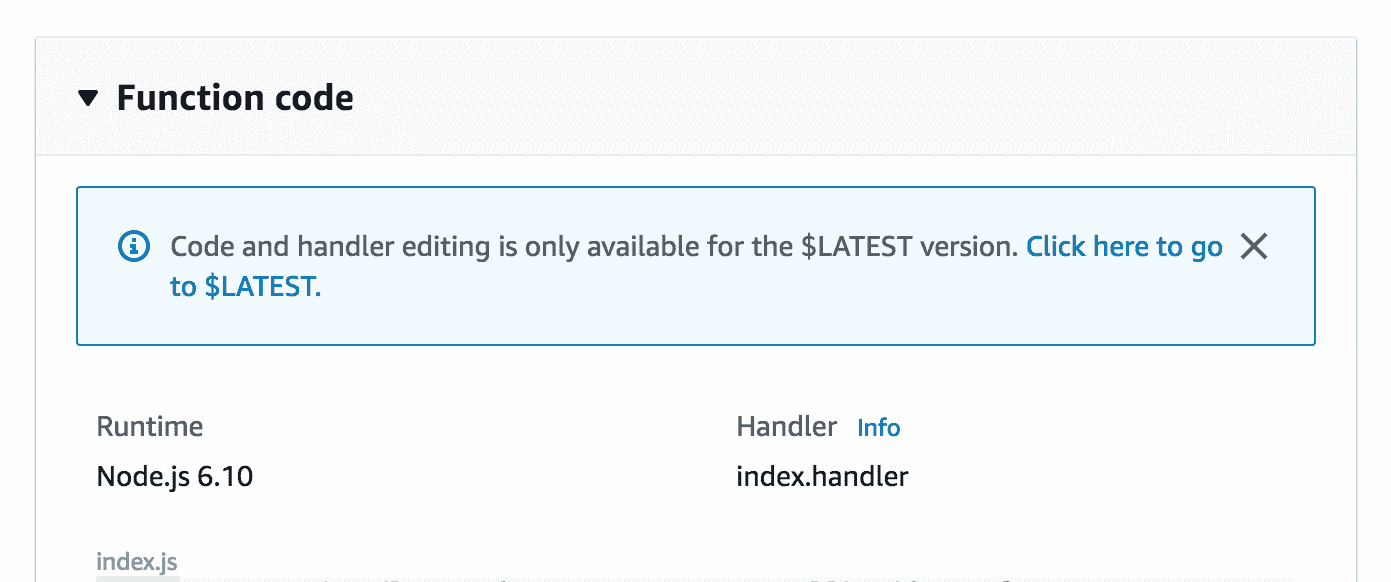 Function code
Code and handler editing is only available for the $LATEST version. Click here to go
to $LATEST.
Runtime
Handler Info
Node.js 6.10
index.handler
index.js